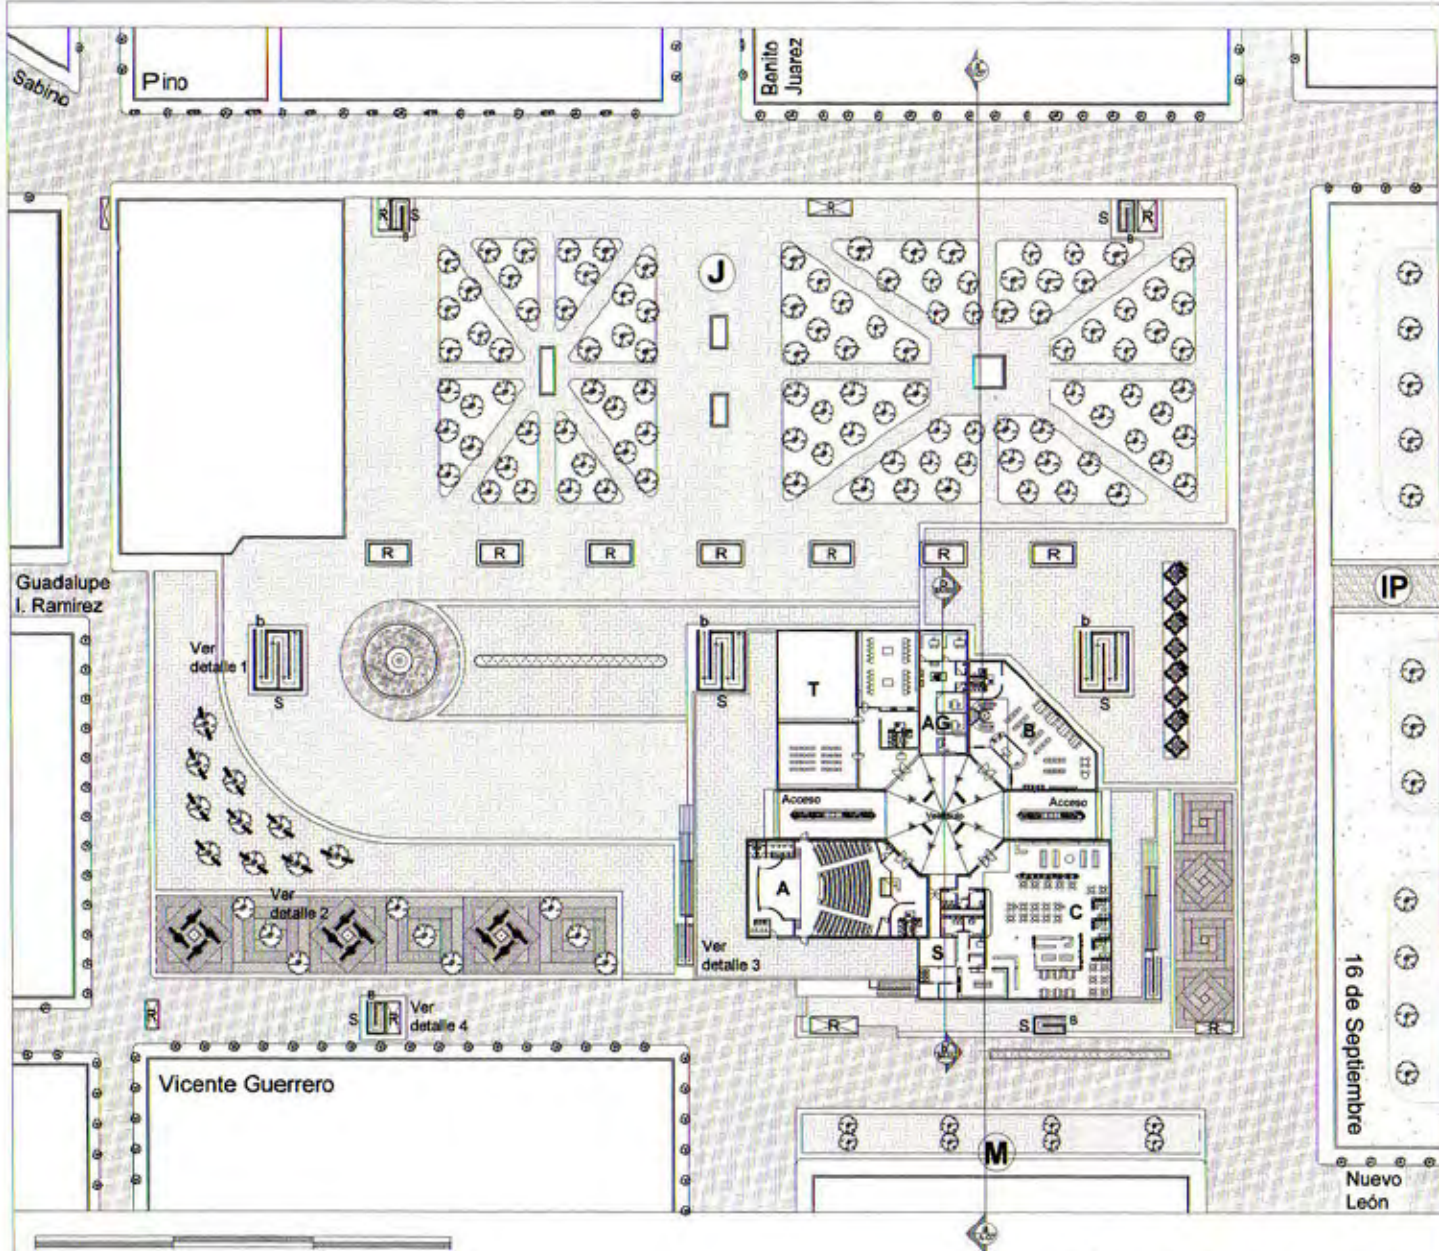 Sabino
Pino
Benito
Juarez
R
S
B
R
S
R
B
J
R
R
R
R
R
R
R
Guadalupe
I. Ramirez
IP
b
Ver
detalle 1
S
b
S
b
S
T
AG
B
Acceso
Vestibulo
Acceso
A
C
S
Ver
detalle 2
Ver
detalle 3
R
B
S
R
Ver
detalle 4
R
S
B
R
16 de Septiembre
Vicente Guerrero
M
Nuevo
León